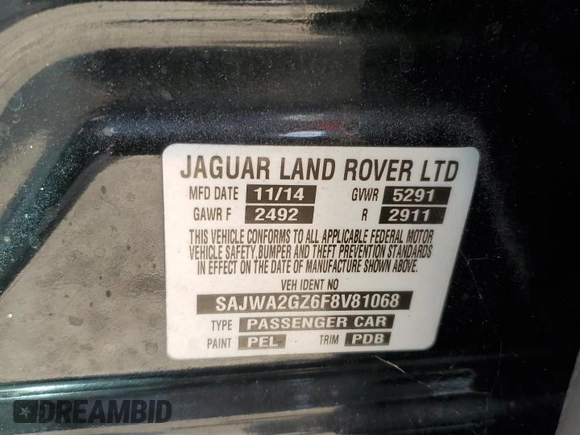 JAGUAR LAND ROVER LTD
MFD DATE 11/14 GVWR 5291
GAWR F 2492 R 2911
THIS VEHICLE CONFORMS TO ALL APPLICABLE FEDERAL MOTOR
VEHICLE SAFETY, BUMPER AND THEFT PREVENTION STANDARDS
IN EFFECT ON THE DATE OF MANUFACTURE SHOWN ABOVE.
VEH IDENT NO
SAJWA2GZ6F8V81068
TYPE PASSENGER CAR
PAINT PEL TRIM PDB
DREAMBID